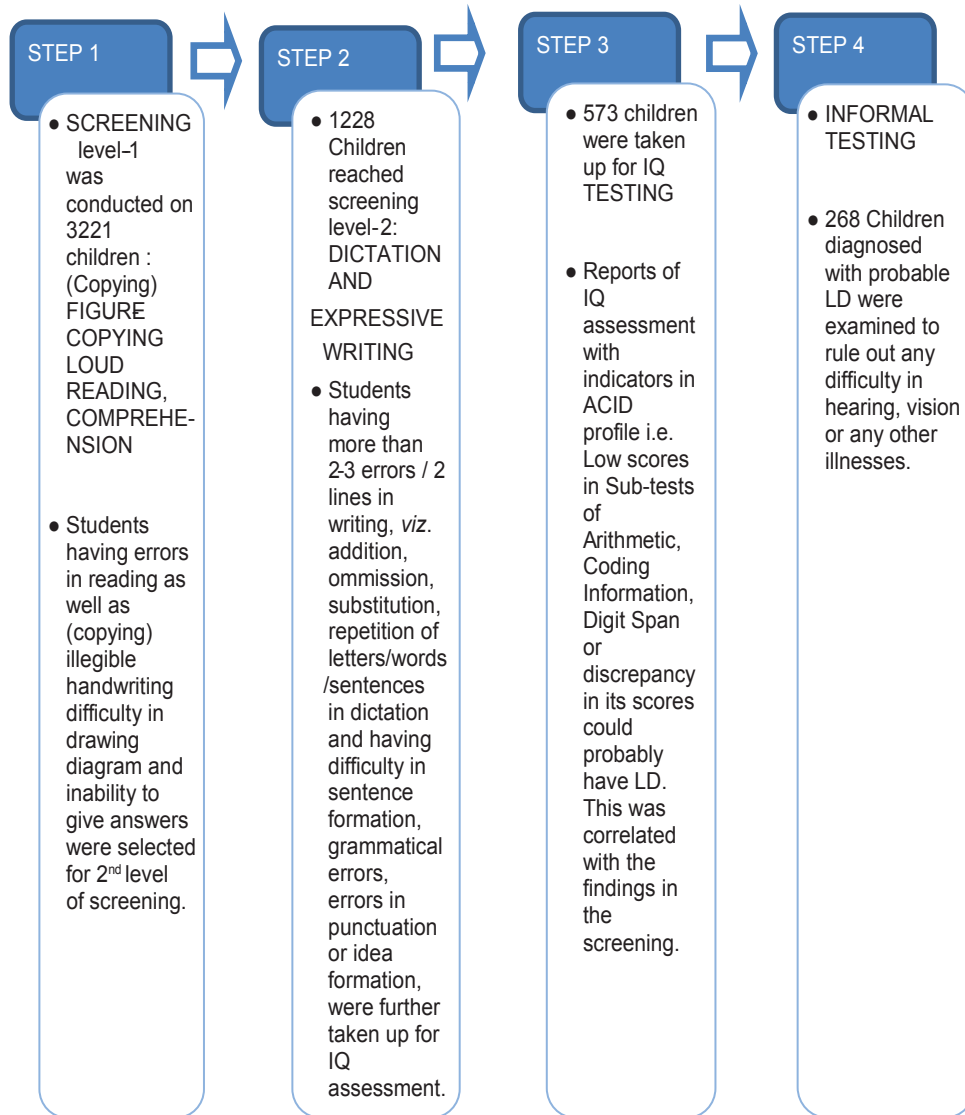 STEP 1
● SCREENING
level-1
was
conducted on
3221
children :
(Copying)
FIGURE
COPYING
LOUD
READING,
COMPREHE-
NSION
● Students
having errors
in reading as
well as
(copying)
illegible
handwriting
difficulty in
drawing
diagram and
inability to
give answers
were selected
for 2nd level
of screening.
STEP 2
● 1228
Children
reached
screening
level-2:
DICTATION
AND
EXPRESSIVE
WRITING
● Students
having
more than
2-3 errors / 2
lines in
writing, viz.
addition,
ommission,
substitution,
repetition of
letters/words
/sentences
in dictation
and having
difficulty in
sentence
formation,
grammatical
errors,
errors in
punctuation
or idea
formation,
were further
taken up for
IQ
assessment.
STEP 3
● 573 children
were taken
up for IQ
TESTING
● Reports of
IQ
assessment
with
indicators in
ACID
profile i.e.
Low scores
in Sub-tests
of
Arithmetic,
Coding
Information,
Digit Span
or
discrepancy
in its scores
could
probably
have LD.
This was
correlated
with the
findings in
the
screening.
STEP 4
● INFORMAL
TESTING
● 268 Children
diagnosed
with probable
LD were
examined to
rule out any
difficulty in
hearing, vision
or any other
illnesses.